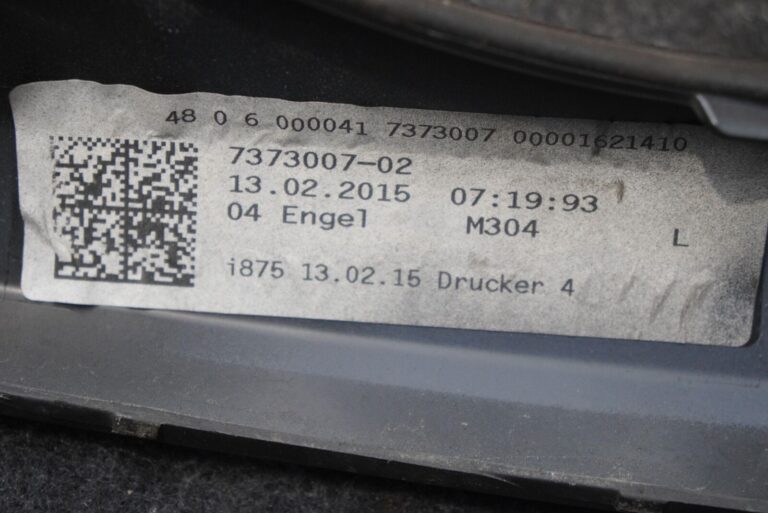 48 0 6 000041 7373007 00001621410
7373007-02
13.02.2015 07:19:93
04 Engel M304 L
i875 13.02.15 Drucker 4